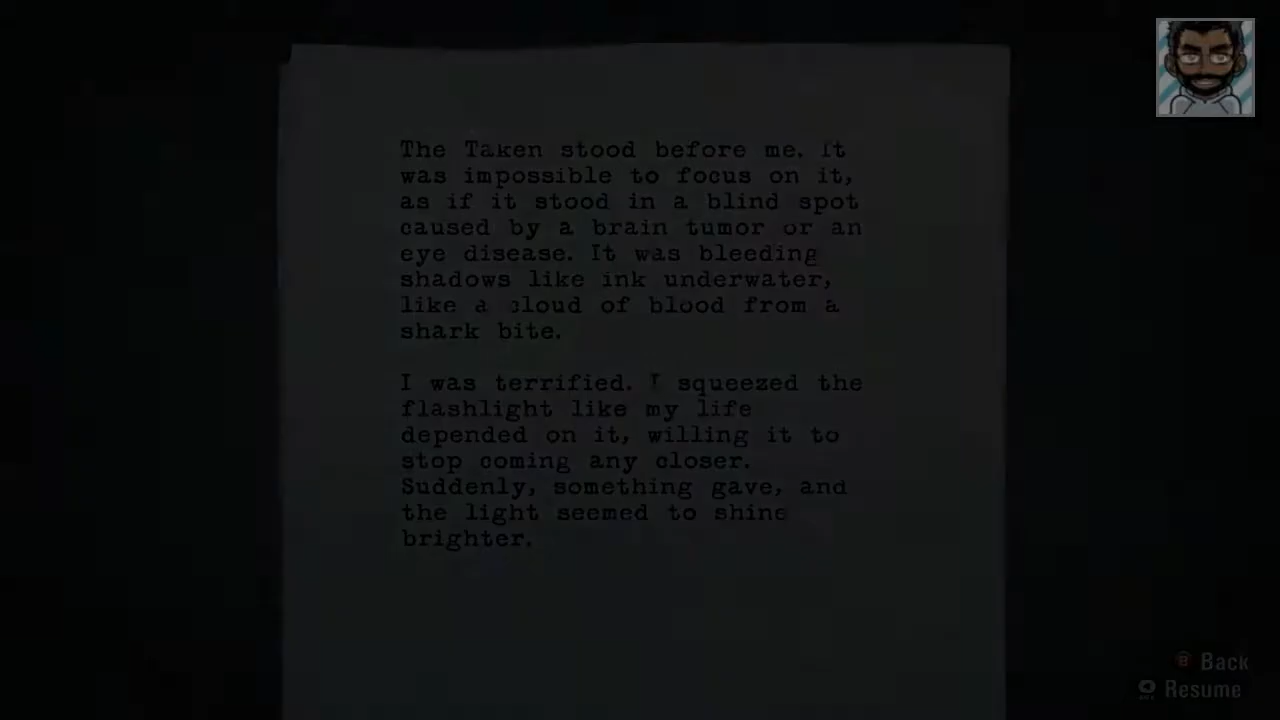 The Taken stood before me. It
was impossible to focus on it,
as if it stood in a blind spot
caused by a brain tumor or an
eye disease. It was bleeding
shadows like ink underwater,
like a cloud of blood from a
shark bite.
I was terrified. I squeezed the
flashlight like my life
depended on it, willing it to
stop coming any closer.
Suddenly, something gave, and
the light seemed to shine
brighter.
Back
Resume